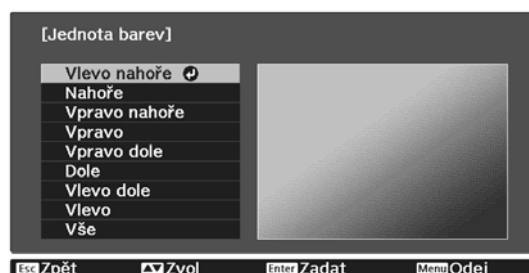 [Jednota barev]
Vlevo nahoře
Nahoře
Vpravo nahoře
Vpravo
Vpravo dole
Dole
Vlevo dole
Vlevo
Vše
Esc Zpět Zvol Enter Zadat Menu Odej